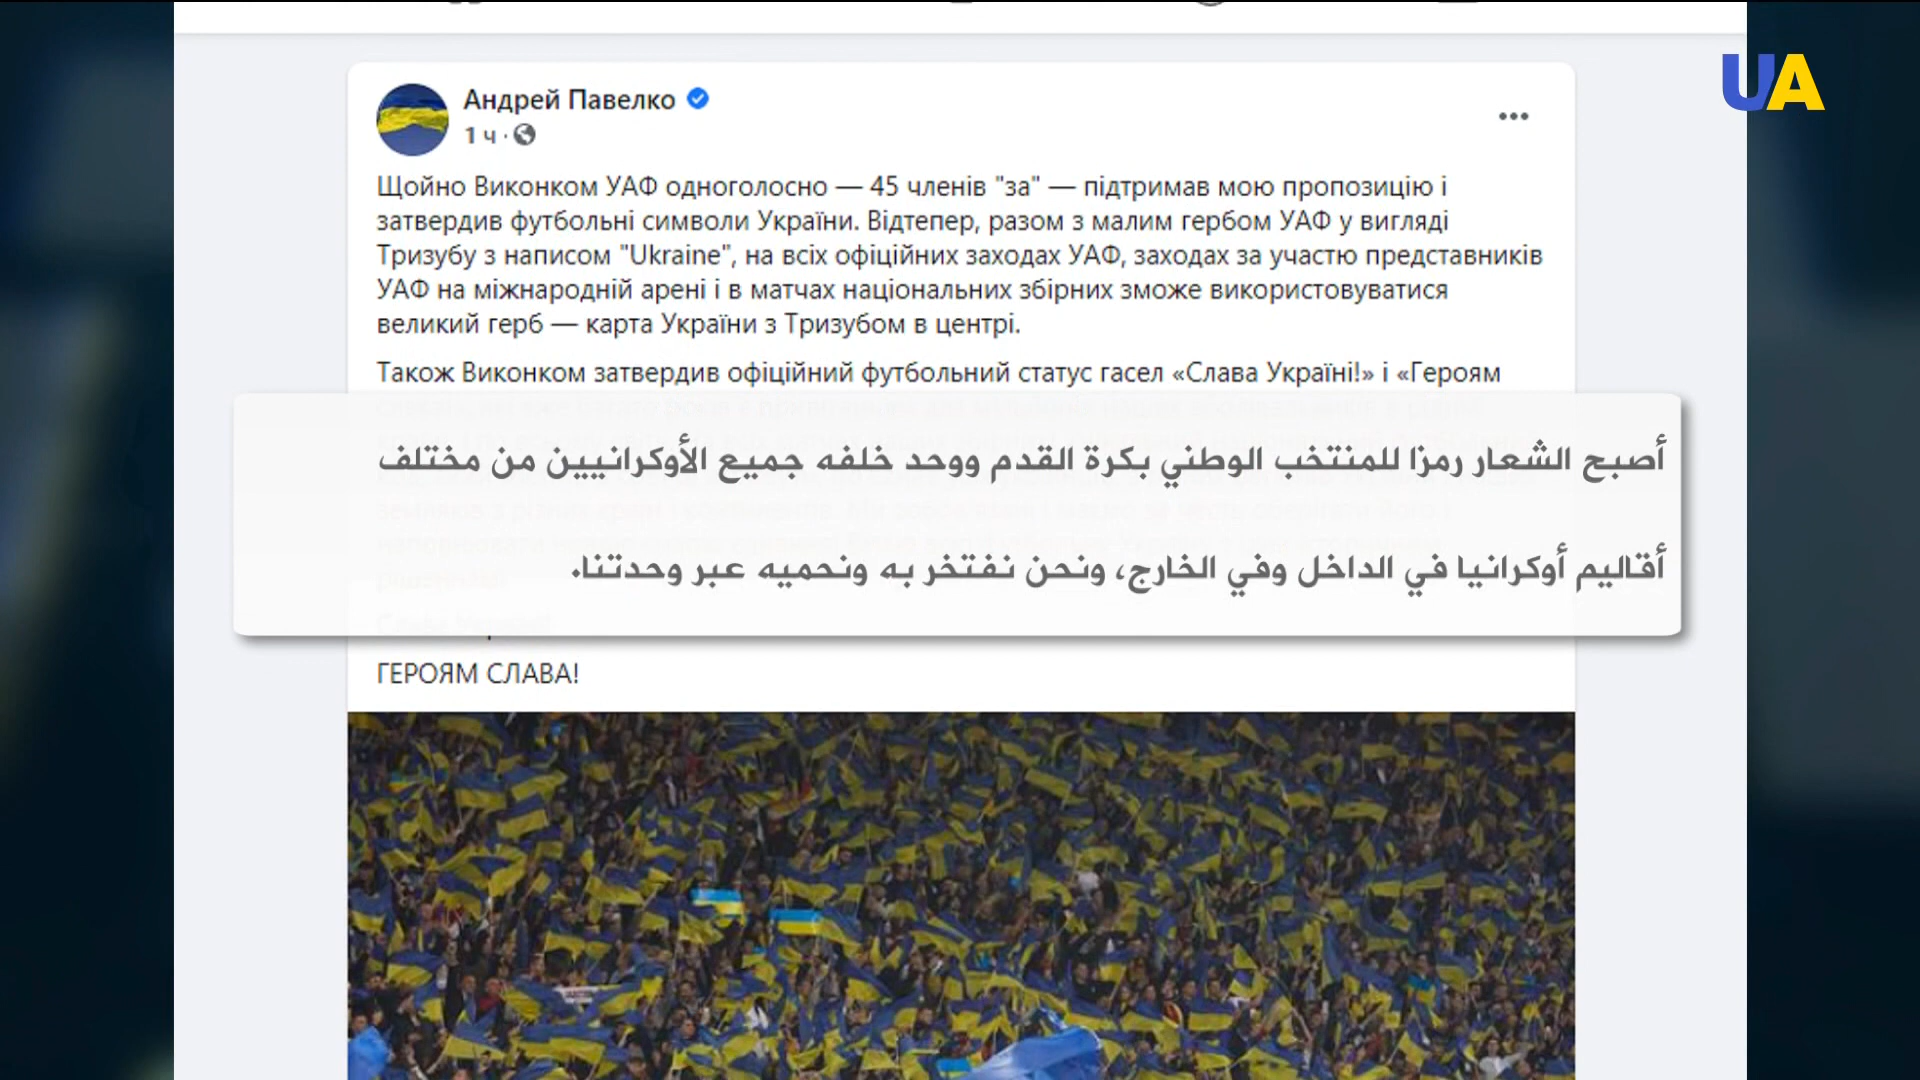 UA
Андрей Павелко
1 ч ·
Щойно Виконком УАФ одноголосно — 45 членів "за" — підтримав мою пропозицію і
затвердив футбольні символи України. Відтепер, разом з малим гербом УАФ у вигляді
Тризубу з написом "Ukraine", на всіх офіційних заходах УАФ, заходах за участю представників
УАФ на міжнародній арені і в матчах національних збірних зможе використовуватися
великий герб — карта України з Тризубом в центрі.
Також Виконком затвердив офіційний футбольний статус гасел «Слава Україні!» і «Героям
أصبح الشعار رمزا للمنتخب الوطني بكرة القدم ووحد خلفه جميع الأوكرانيين من مختلف
أقاليم أوكرانيا في الداخل وفي الخارج، ونحن نفتخر به ونحميه عبر وحدتنا.
ГЕРОЯМ СЛАВА!